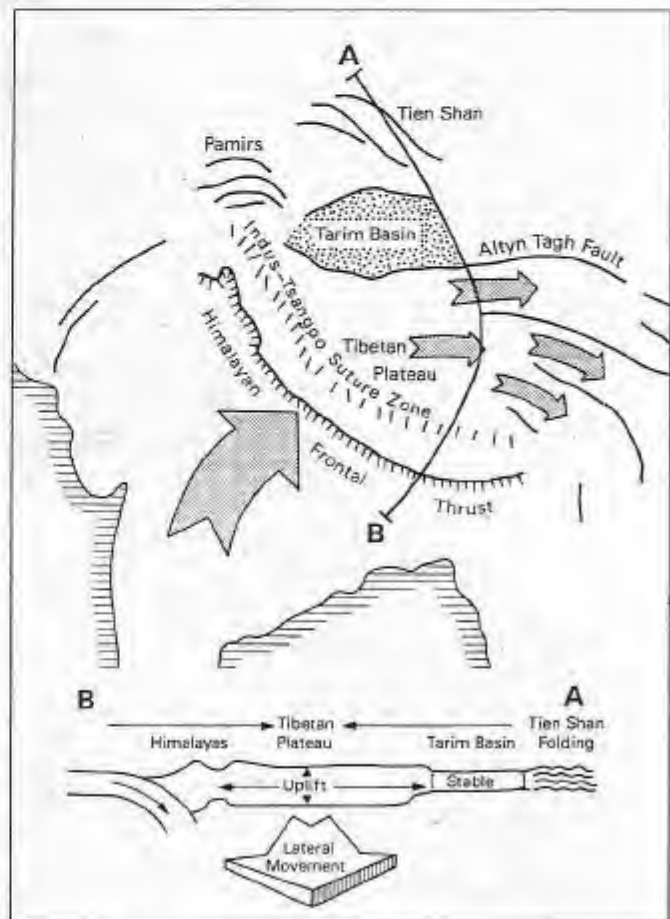 A
Tien Shan
Pamirs
Tarim Basin
Altyn Tagh Fault
Indus–Tsangpo Suture Zone
Tibetan
Plateau
Himalayan
Frontal
Thrust
B
B
A
Himalayas
Tibetan
Plateau
Tarim Basin
Tien Shan
Folding
Uplift
Stable
Lateral
Movement